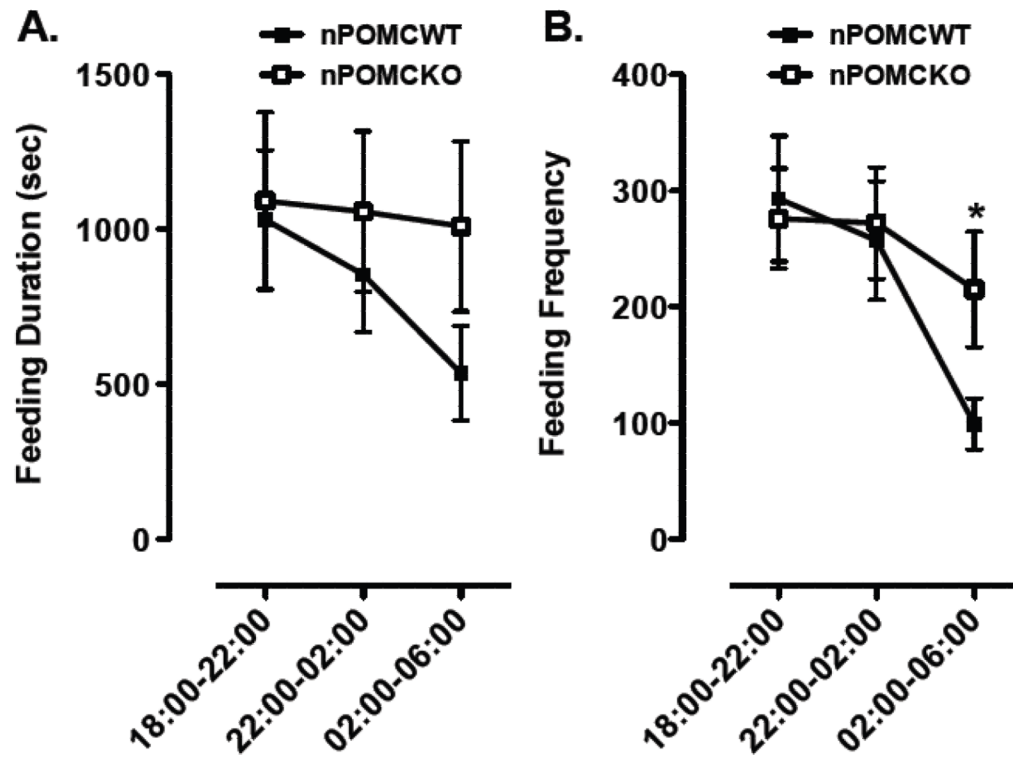 A.
nPOMCWT
nPOMCKO
1500
1000
500
0
Feeding Duration (sec)
18:00-22:00
22:00-02:00
02:00-06:00
B.
nPOMCWT
nPOMCKO
400
300
200
100
0
Feeding Frequency
*
18:00-22:00
22:00-02:00
02:00-06:00